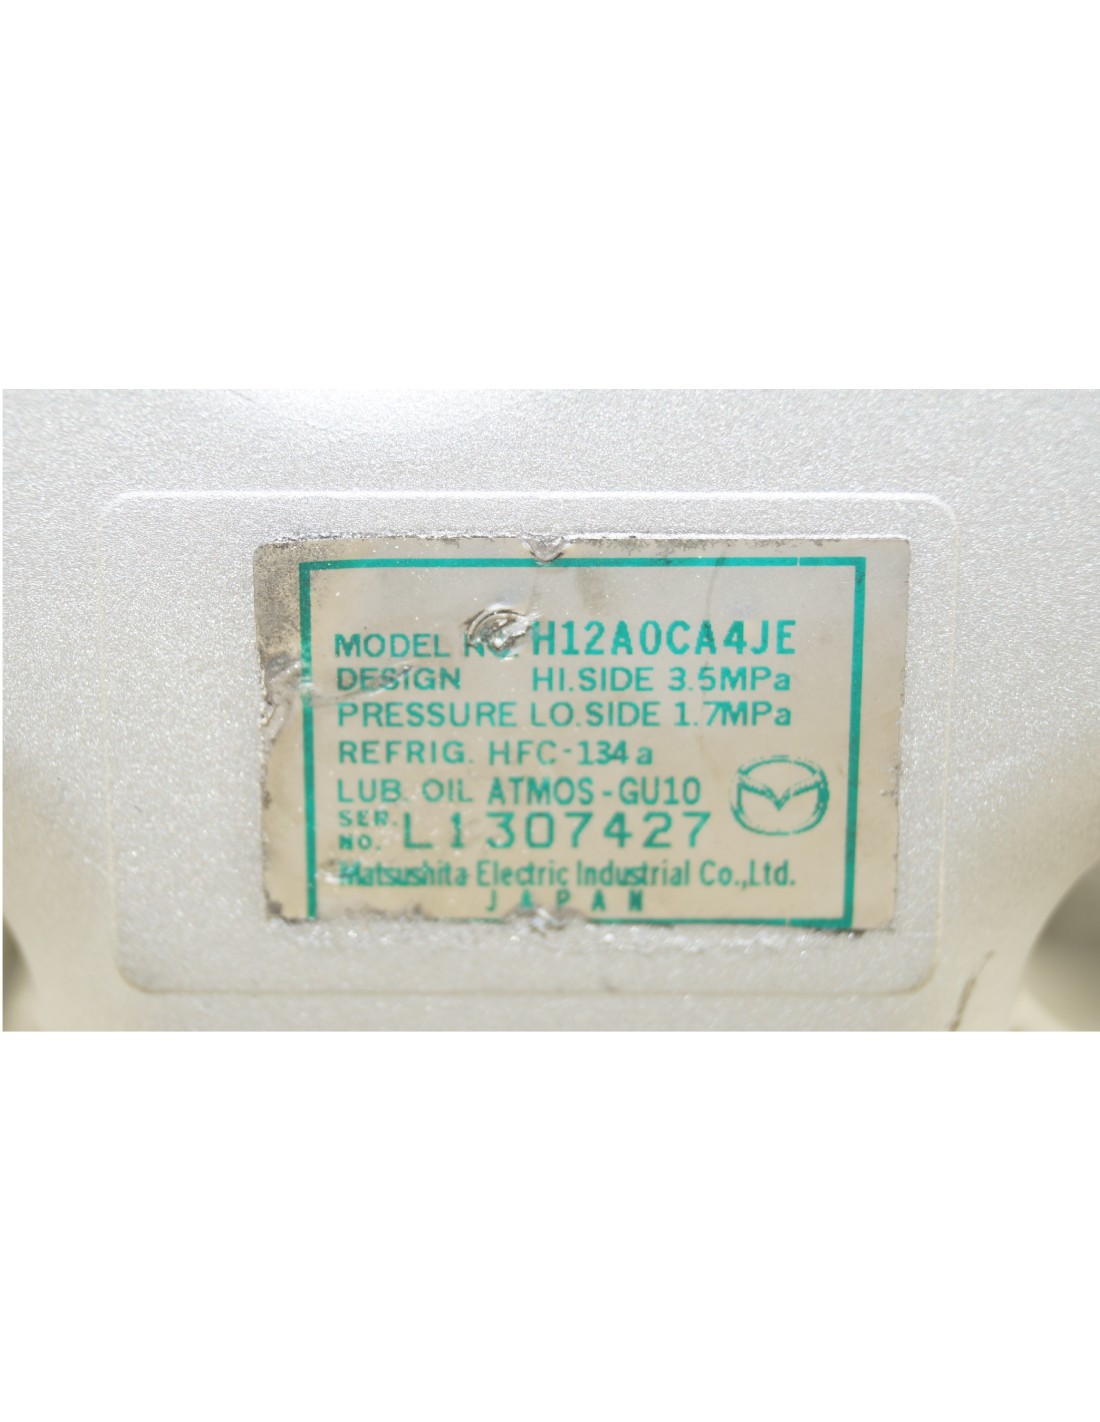 MODEL NO. H12A0CA4JE
DESIGN HI.SIDE 3.5MPa
PRESSURE LO.SIDE 1.7MPa
REFRIG. HFC-134a
LUB. OIL ATMOS-GU10
SER. NO. L1307427
Matsushita Electric Industrial Co.,Ltd.
JAPAN